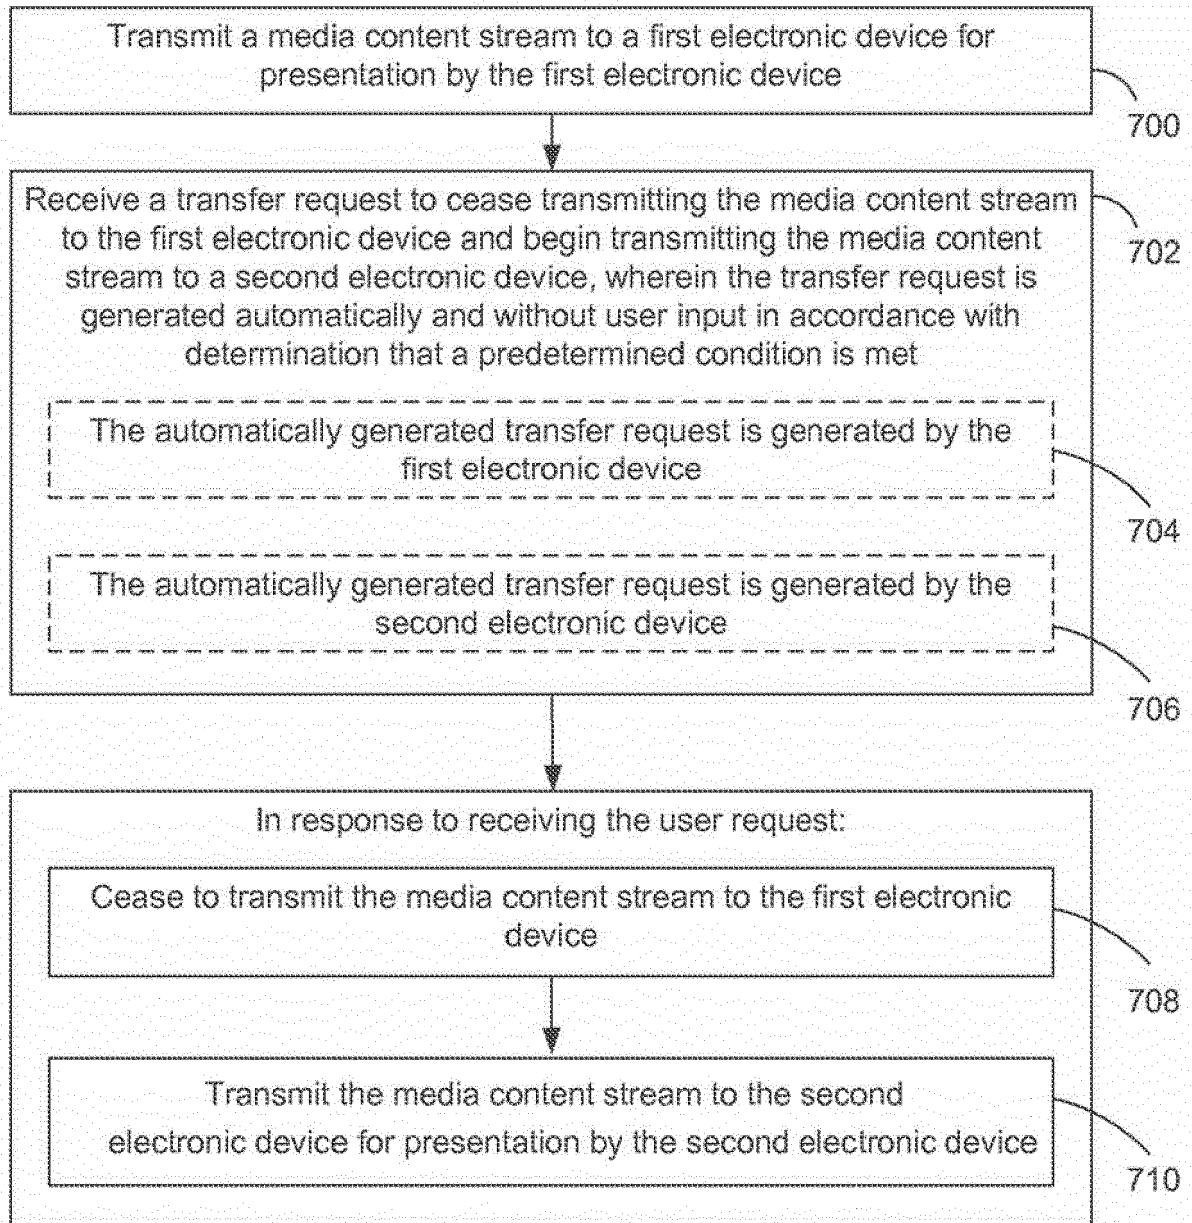 Transmit a media content stream to a first electronic device for
presentation by the first electronic device
700
Receive a transfer request to cease transmitting the media content stream
to the first electronic device and begin transmitting the media content
stream to a second electronic device, wherein the transfer request is
generated automatically and without user input in accordance with
determination that a predetermined condition is met
702
The automatically generated transfer request is generated by the
first electronic device
704
The automatically generated transfer request is generated by the
second electronic device
706
In response to receiving the user request:
Cease to transmit the media content stream to the first electronic
device
708
Transmit the media content stream to the second
electronic device for presentation by the second electronic device
710